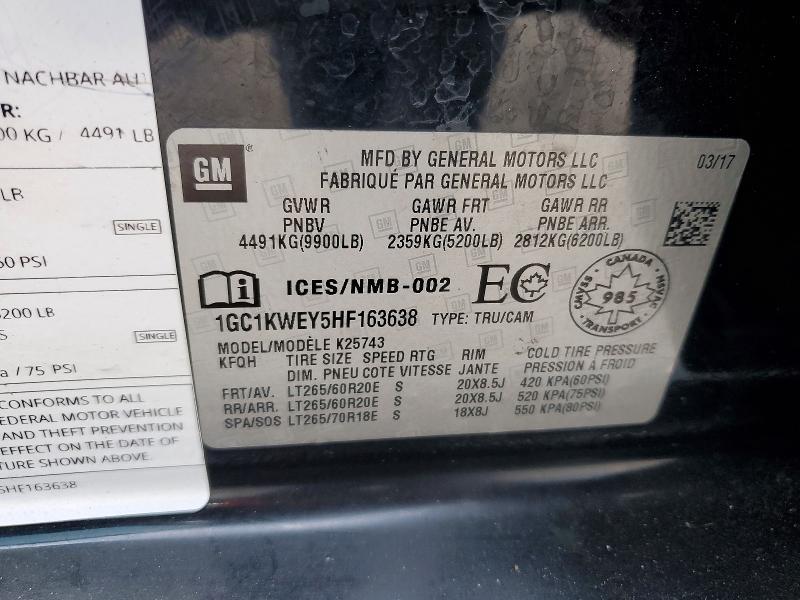 NACHBAR AU
R:
00 KG / 4491 LB
LR
SINGLE
60 PSI
5200 LB
S
SINGLE
a / 75 PSI
CONFORMS TO ALL
EDERAL MOTOR VEHICLE
AND THEFT PREVENTION
EFFECT ON THE DATE OF
TURE SHOWN ABOVE.
5HF163638
GM
®
MFD BY GENERAL MOTORS LLC
03/17
FABRIQUÉ PAR GENERAL MOTORS LLC
GVWR GAWR FRT GAWR RR
PNBV PNBE AV. PNBE ARR.
4491KG(9900LB) 2359KG(5200LB) 2812KG(6200LB)
i ICES/NMB-002 EC
CANADA
CMVSS 985 NSVAC
TRANSPORT
1GC1KWEY5HF163638 TYPE: TRU/CAM
MODEL/MODÈLE K25743
KFQH TIRE SIZE SPEED RTG RIM COLD TIRE PRESSURE
DIM. PNEU COTE VITESSE JANTE PRESSION À FROID
FRT/AV. LT265/60R20E S 20X8.5J 420 KPA(60PSI)
RR/ARR. LT265/60R20E S 20X8.5J 520 KPA(75PSI)
SPA/SOS LT265/70R18E S 18X8J 550 KPA(80PSI)